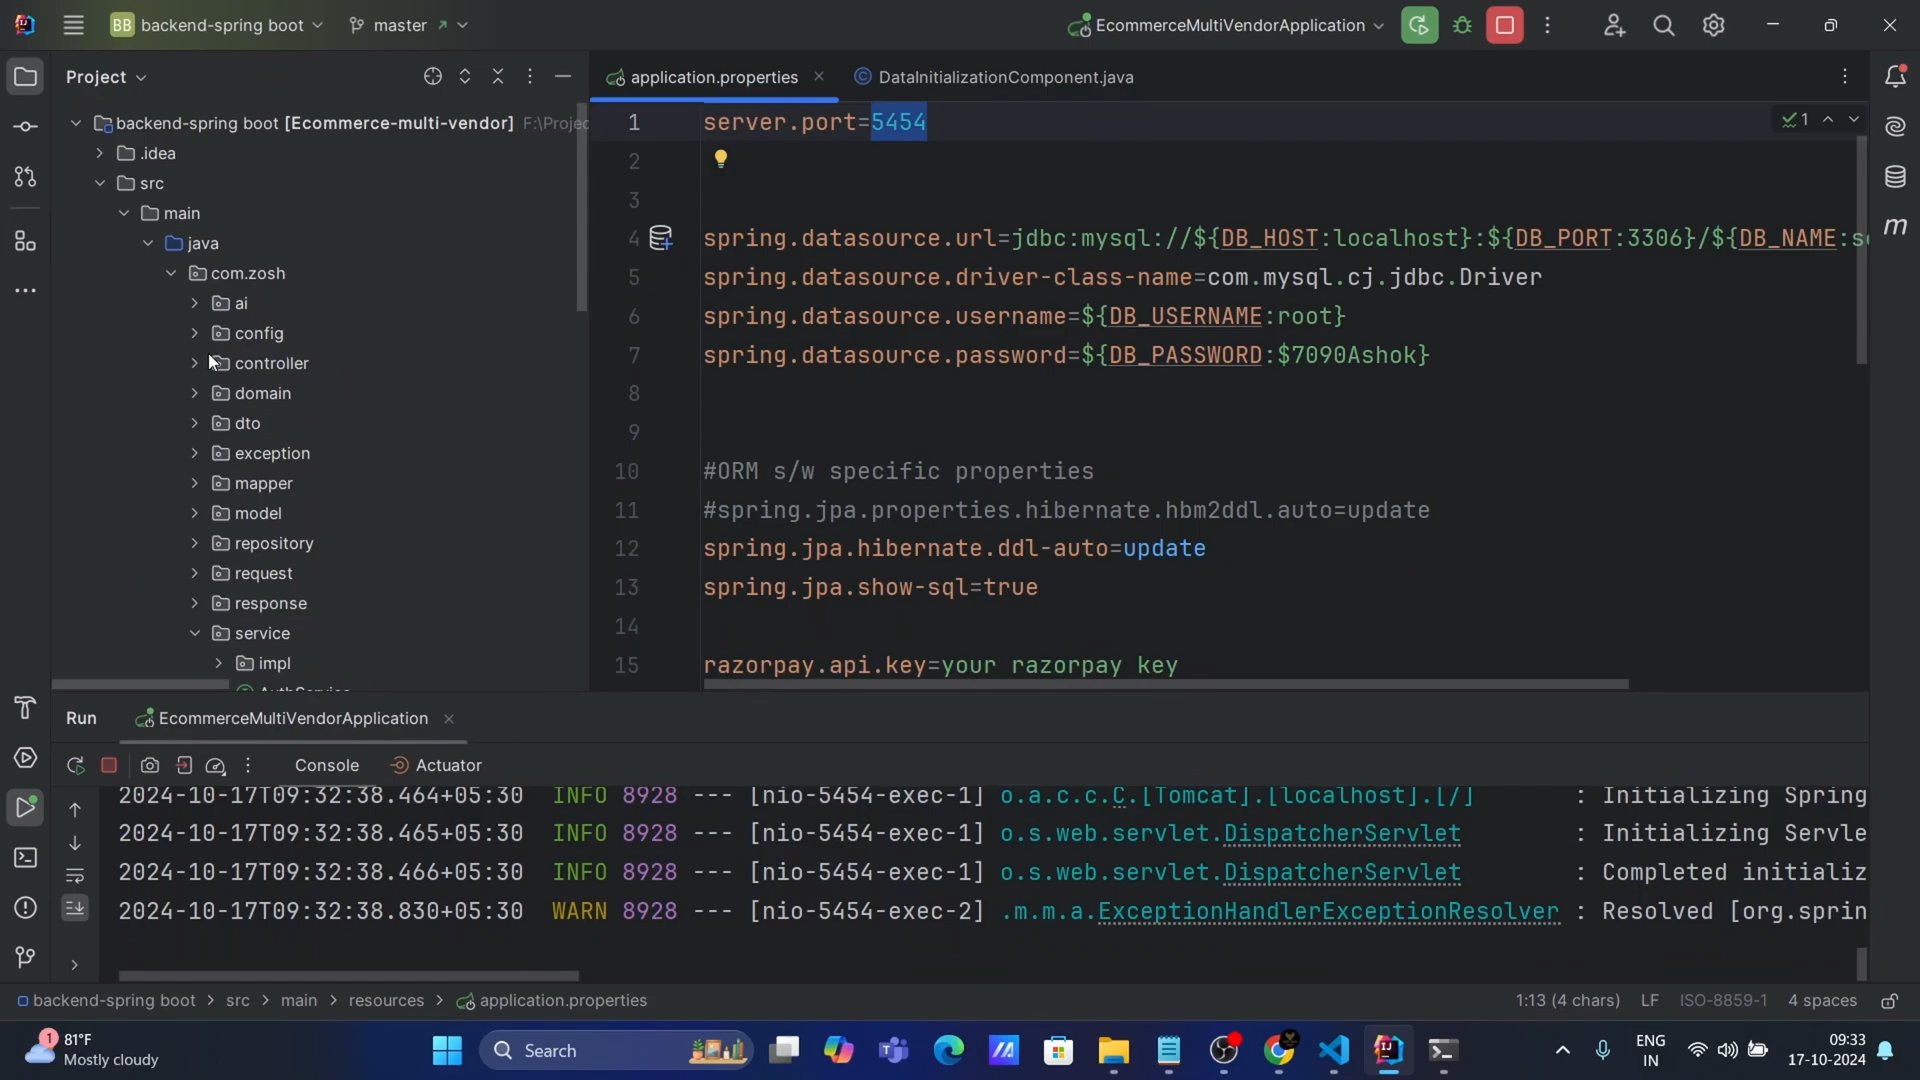 BB backend-spring boot
master
EcommerceMultiVendorApplication
Project
backend-spring boot [Ecommerce-multi-vendor] F:\Projec
.idea
src
main
java
com.zosh
ai
config
controller
domain
dto
exception
mapper
model
repository
request
response
service
impl
application.properties
DataInitializationComponent.java
1
1 server.port=5454
2
3
4 spring.datasource.url=jdbc:mysql://${DB_HOST:localhost}:${DB_PORT:3306}/${DB_NAME:
5 spring.datasource.driver-class-name=com.mysql.cj.jdbc.Driver
6 spring.datasource.username=${DB_USERNAME:root}
7 spring.datasource.password=${DB_PASSWORD:$7090Ashok}
8
9
10 #ORM s/w specific properties
11 #spring.jpa.properties.hibernate.hbm2ddl.auto=update
12 spring.jpa.hibernate.ddl-auto=update
13 spring.jpa.show-sql=true
14
15 razorpay.api.key=your razorpay key
m
Run EcommerceMultiVendorApplication
Console Actuator
2024-10-17T09:32:38.464+05:30 INFO 8928 --- [nio-5454-exec-1] o.a.c.c.C.[Tomcat].[localhost].[/] : Initializing Spring
2024-10-17T09:32:38.465+05:30 INFO 8928 --- [nio-5454-exec-1] o.s.web.servlet.DispatcherServlet : Initializing Servle
2024-10-17T09:32:38.466+05:30 INFO 8928 --- [nio-5454-exec-1] o.s.web.servlet.DispatcherServlet : Completed initializ
2024-10-17T09:32:38.830+05:30 WARN 8928 --- [nio-5454-exec-2] .m.m.a.ExceptionHandlerExceptionResolver : Resolved [org.sprin
backend-spring boot > src > main > resources > application.properties
1:13 (4 chars) LF ISO-8859-1 4 spaces
1 81°F
Mostly cloudy
Search
ENG
IN
09:33
17-10-2024